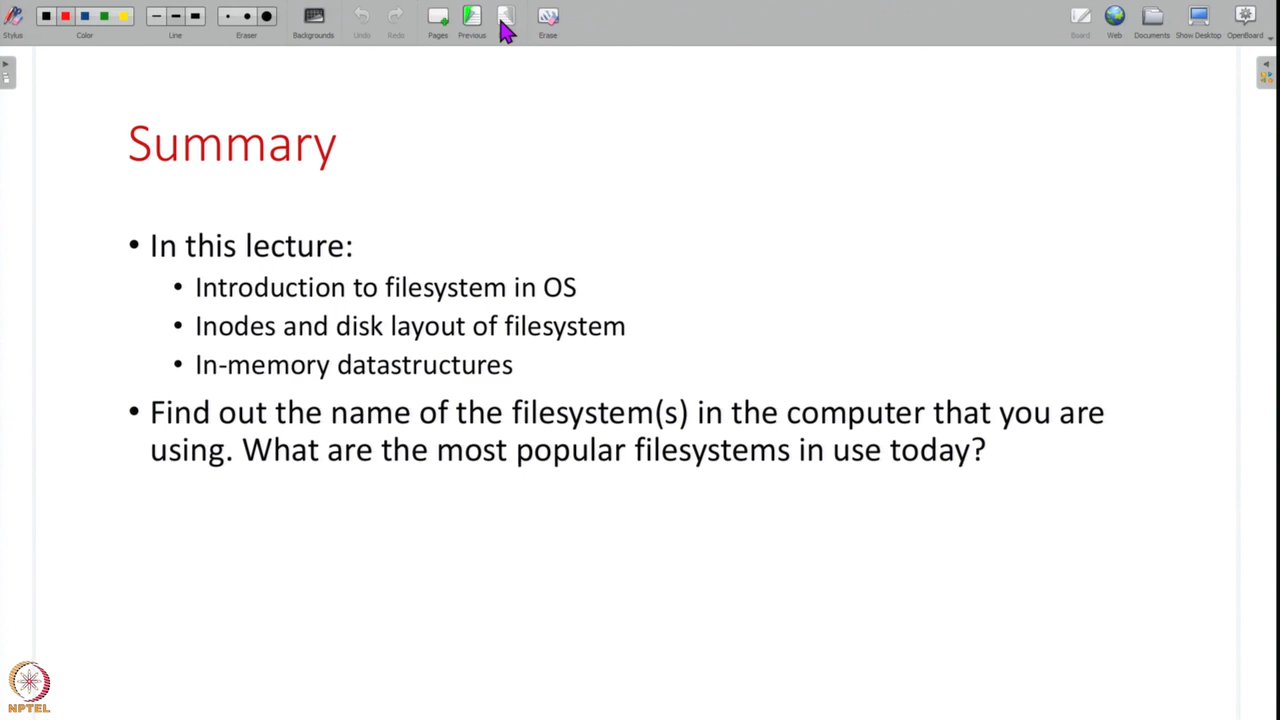 Stylus
Color
Line
Eraser
Backgrounds
Undo
Redo
Pages
Previous
Erase
Board
Web
Documents
Show Desktop
OpenBoard
Summary
• In this lecture:
• Introduction to filesystem in OS
• Inodes and disk layout of filesystem
• In-memory datastructures
• Find out the name of the filesystem(s) in the computer that you are
using. What are the most popular filesystems in use today?
NPTEL